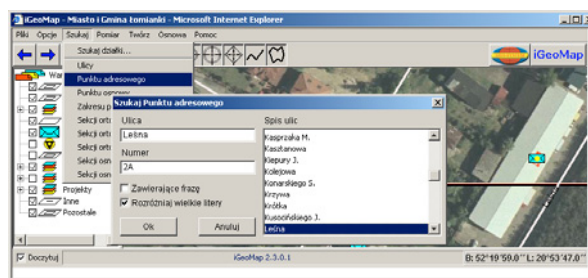 iGeoMap - Miasto i Gmina Łomianki - Microsoft Internet Explorer
Pliki Opcje Szukaj Pomiar Twórz Osnowa Pomoc
iGeoMap
Szukaj działki...
Ulicy
Punktu adresowego
Punktu osnowy
Zakresu p
Sekcji ort
Sekcji ort
Sekcji ort
Sekcji osn
Sekcji osn
Projekty
Inne
Pozostałe
War
Szukaj Punktu adresowego
Ulica
Leśna
Numer
2A
Zawierające frazę
Rozróżniaj wielkie litery
Ok
Anuluj
Spis ulic
Kasprzaka M.
Kasztanowa
Kiepury J.
Kolejowa
Konarskiego S.
Krzywa
Krótka
Kusocińskiego J.
Leśna
Doczytuj
iGeoMap 2.3.0.1
B: 52°19'59.0'' L: 20°53'47.0''